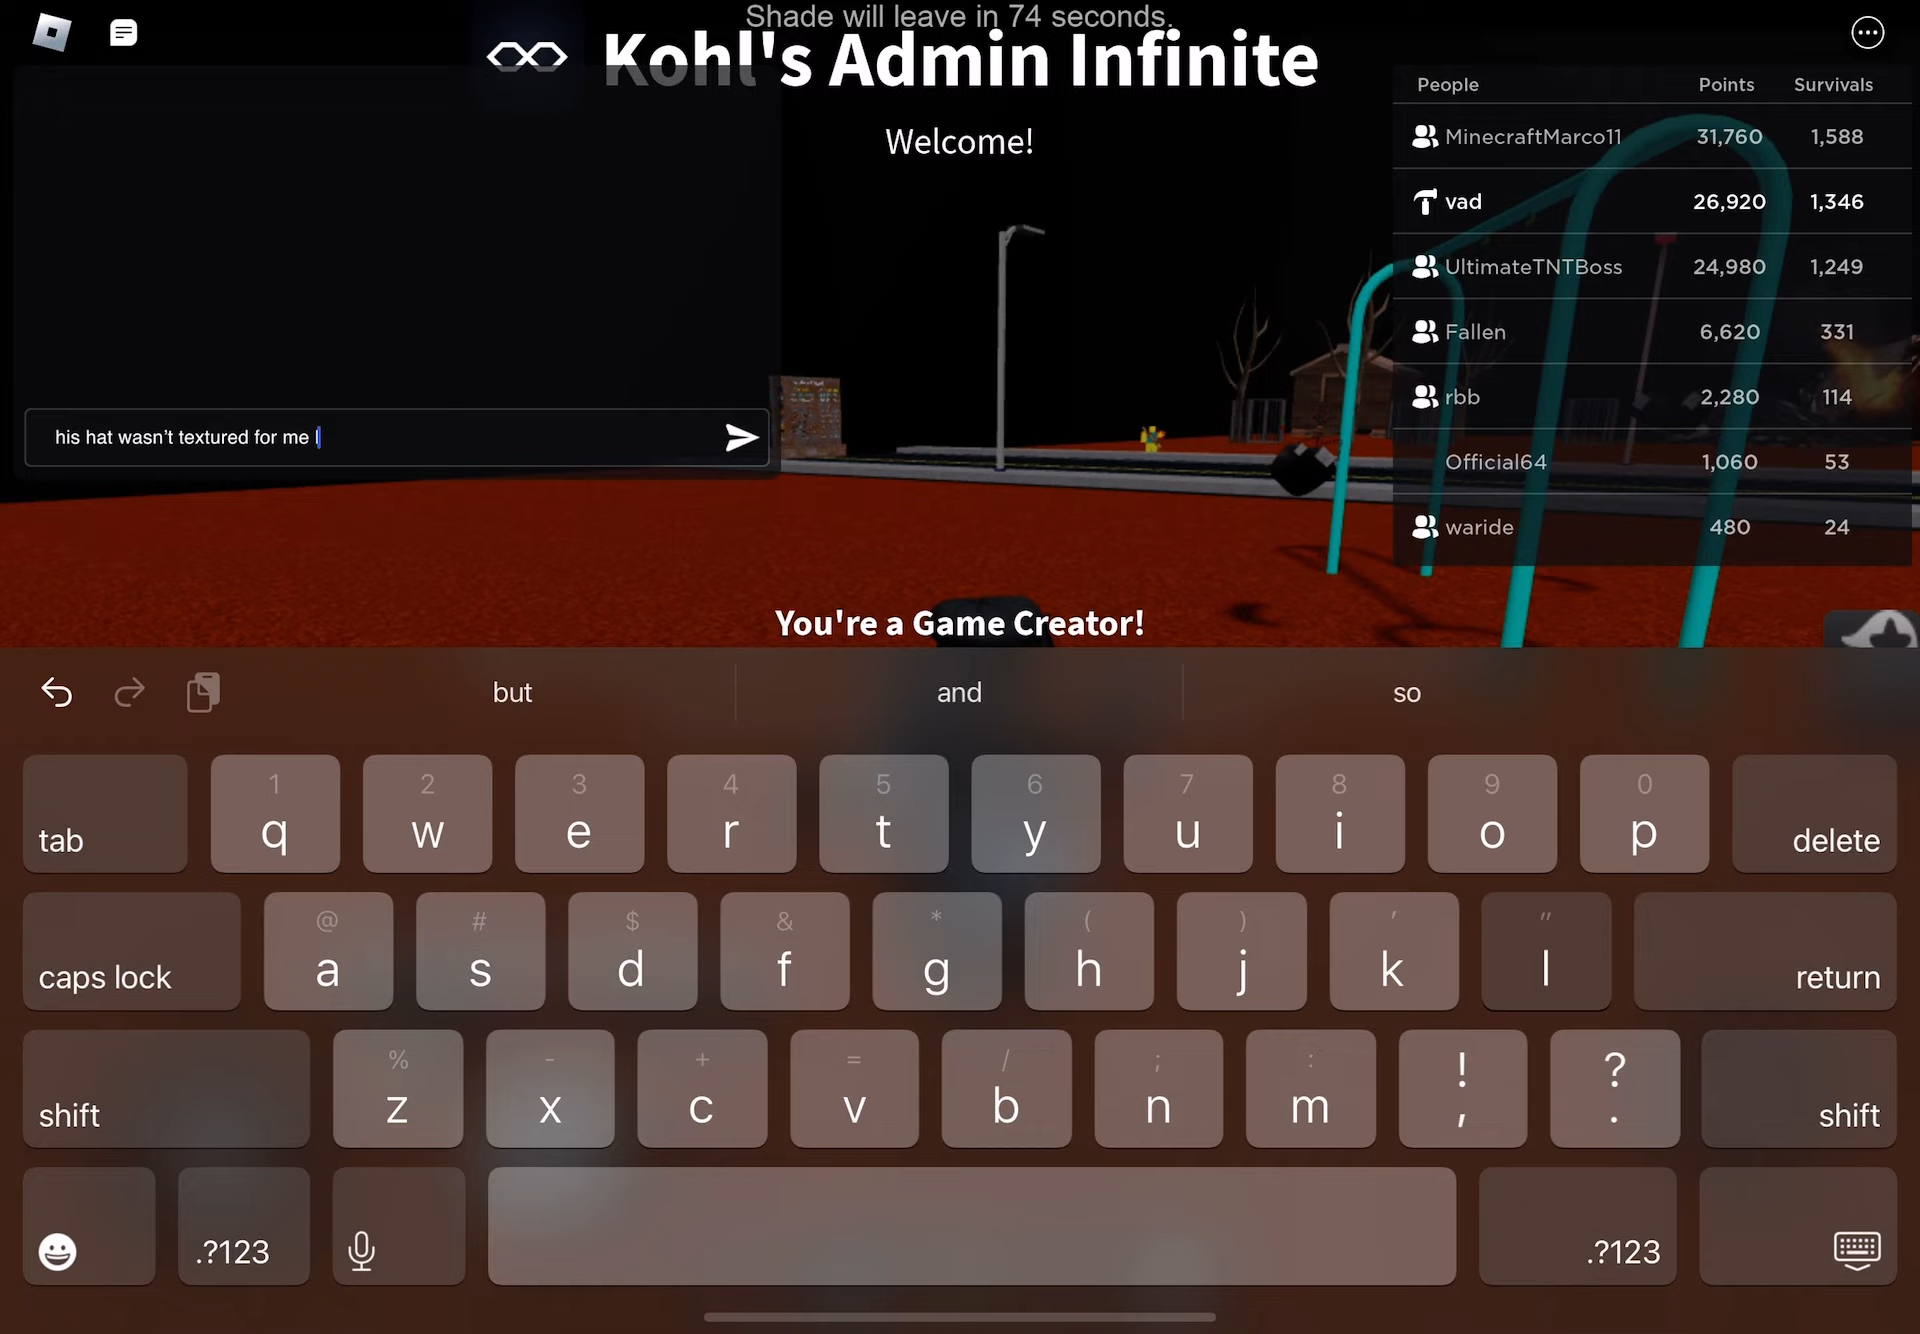 Shade will leave in 74 seconds.
Kohl's Admin Infinite
Welcome!
People Points Survivals
MinecraftMarco11 31,760 1,588
vad 26,920 1,346
UltimateTNTBoss 24,980 1,249
Fallen 6,620 331
rbb 2,280 114
Official64 1,060 53
waride 480 24
his hat wasn’t textured for me l
You're a Game Creator!
but and so
1 2 3 4 5 6 7 8 9 0
tab q w e r t y u i o p delete
@ # $ & * ( ) ' "
caps lock a s d f g h j k l return
% - + = / ; : ! ?
shift z x c v b n m , . shift
.?123 .?123